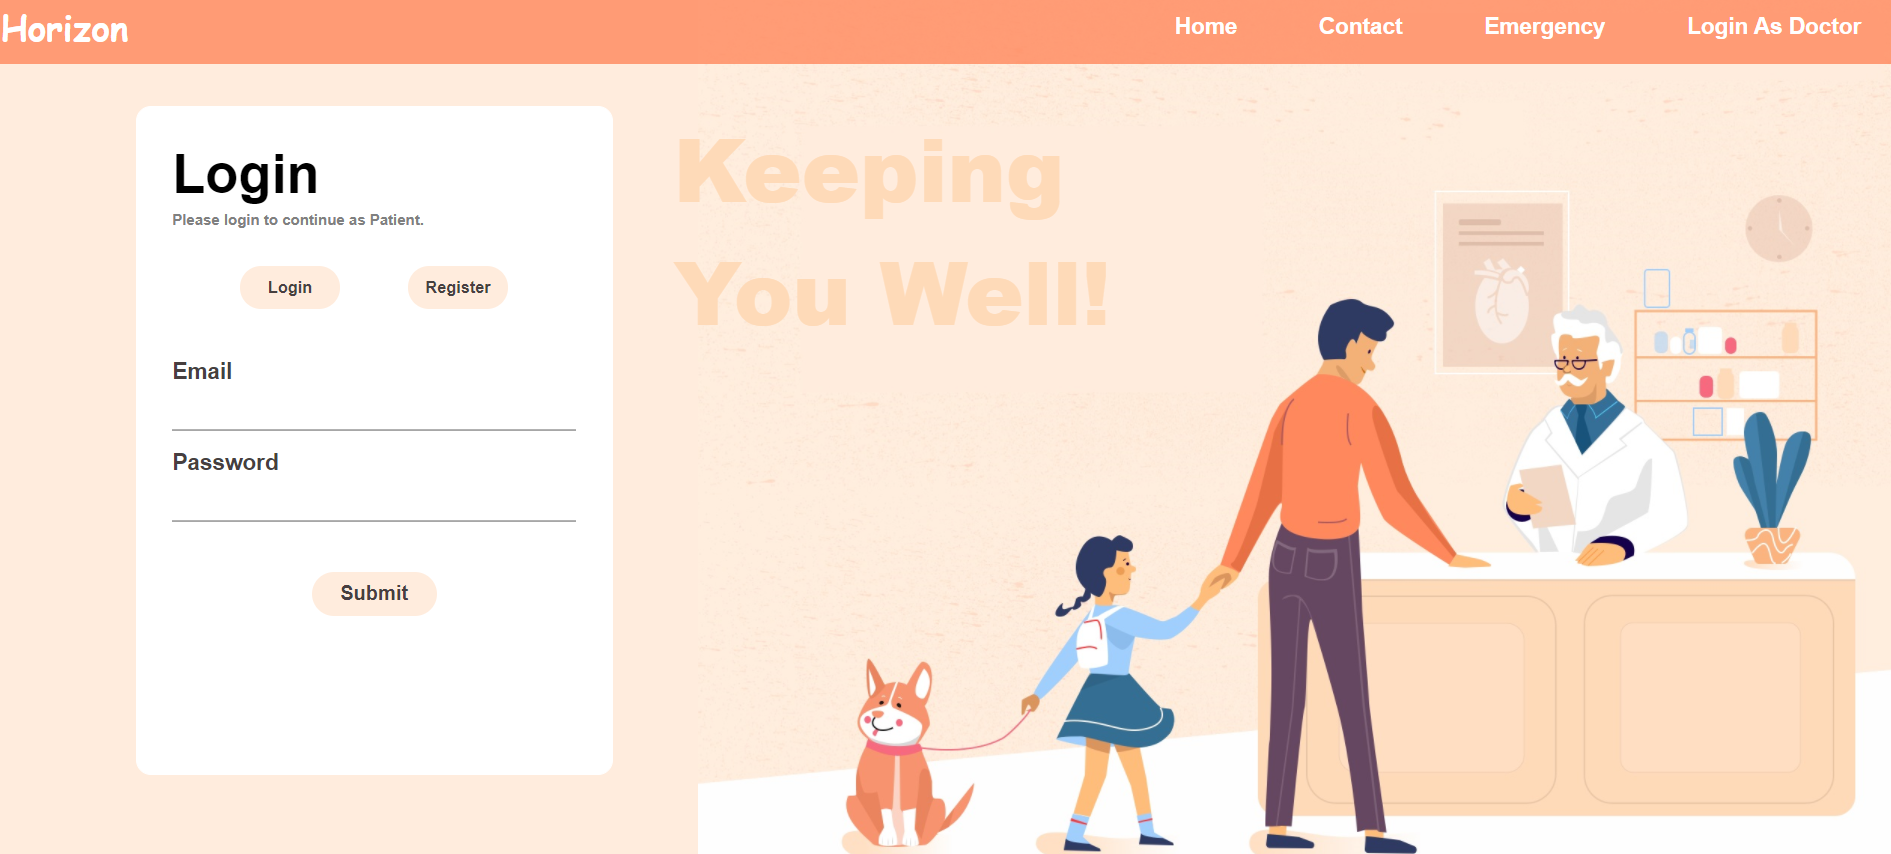 Horizon
Home Contact Emergency Login As Doctor
Login
Please login to continue as Patient.
Login Register
Email
Password
Submit
Keeping
You Well!